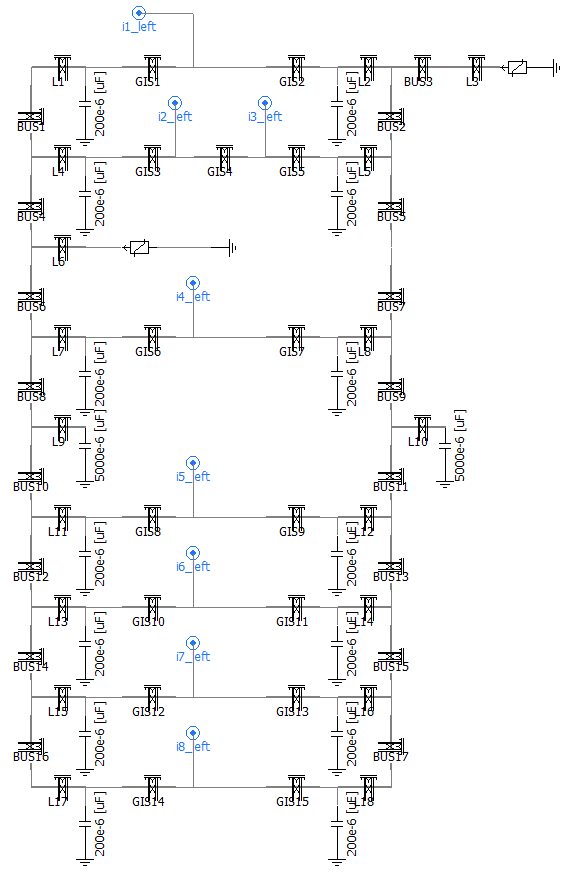 i1_left
L1 GIS1 GIS2 L2 BUS3 L3
200e-6 [uF] 200e-6 [uF]
BUS1 i2_left i3_left BUS2
L4 GIS3 GIS4 GIS5 L5
200e-6 [uF] 200e-6 [uF]
BUS4 BUS5
L6
i4_left
BUS6 BUS7
L7 GIS6 GIS7 L8
200e-6 [uF] 200e-6 [uF]
BUS8 BUS9
L9 L10
5000e-6 [uF] 5000e-6 [uF]
BUS10 i5_left BUS11
L11 GIS8 GIS9 L12
200e-6 [uF] 200e-6 [uF]
BUS12 i6_left BUS13
L13 GIS10 GIS11 L14
200e-6 [uF] 200e-6 [uF]
BUS14 i7_left BUS15
L15 GIS12 GIS13 L16
200e-6 [uF] 200e-6 [uF]
BUS16 i8_left BUS17
L17 GIS14 GIS15 L18
200e-6 [uF] 200e-6 [uF]